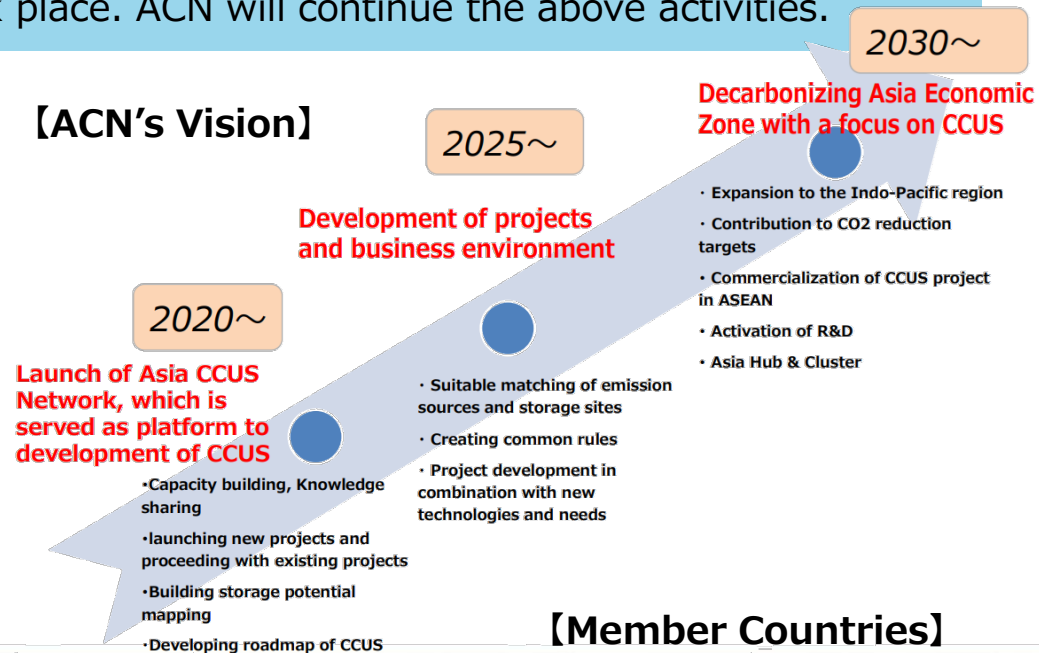 place. ACN will continue the above activities.
2030～
【ACN’s Vision】
Decarbonizing Asia Economic
Zone with a focus on CCUS
2025～
・Expansion to the Indo-Pacific region
・Contribution to CO2 reduction
targets
・Commercialization of CCUS project
in ASEAN
・Activation of R&D
・Asia Hub & Cluster
Development of projects
and business environment
・Suitable matching of emission
sources and storage sites
・Creating common rules
・Project development in
combination with new
technologies and needs
2020～
Launch of Asia CCUS
Network, which is
served as platform to
development of CCUS
・Capacity building, Knowledge
sharing
・launching new projects and
proceeding with existing projects
・Building storage potential
mapping
・Developing roadmap of CCUS
【Member Countries】